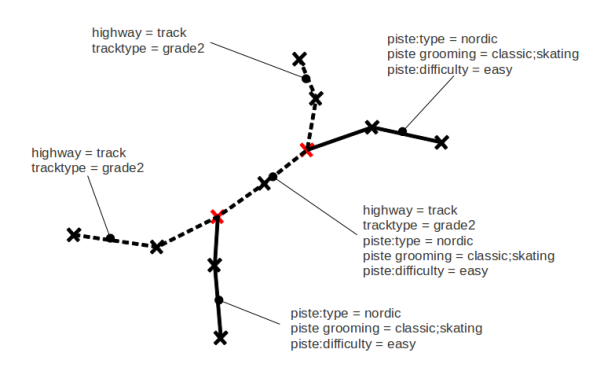 highway = track
tracktype = grade2
piste:type = nordic
piste grooming = classic;skating
piste:difficulty = easy
highway = track
tracktype = grade2
highway = track
tracktype = grade2
piste:type = nordic
piste grooming = classic;skating
piste:difficulty = easy
piste:type = nordic
piste grooming = classic;skating
piste:difficulty = easy